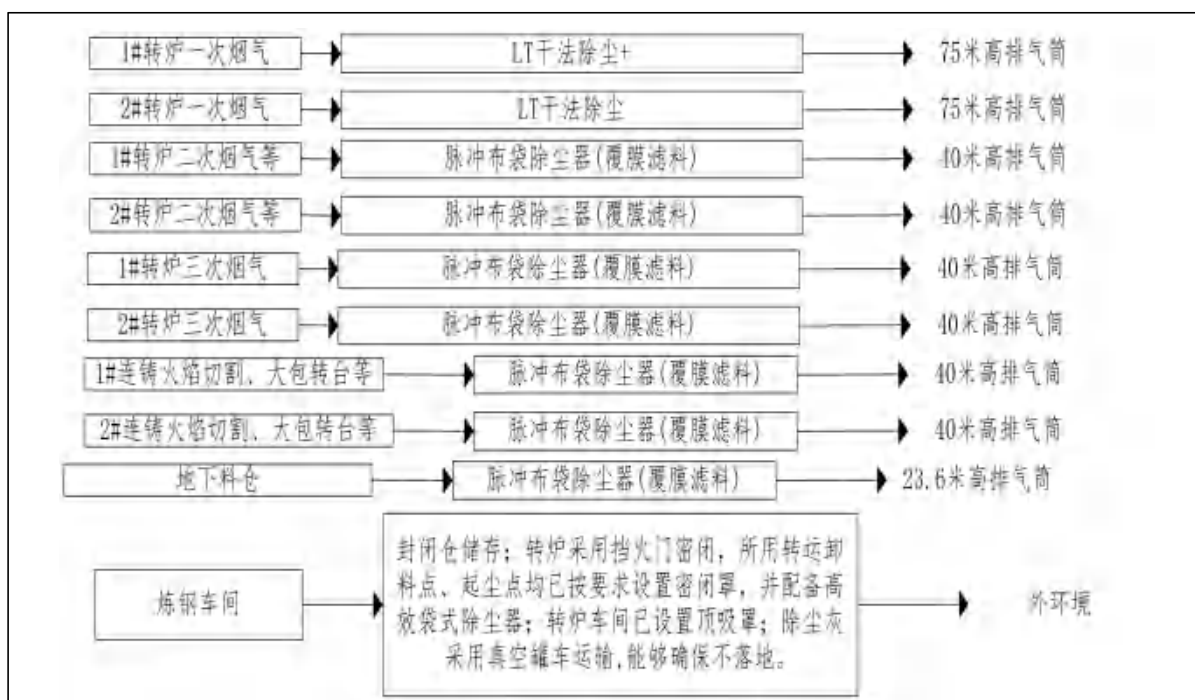 1#转炉一次烟气 LT干法除尘+ 75米高排气筒
2#转炉一次烟气 LT干法除尘 75米高排气筒
1#转炉二次烟气等 脉冲布袋除尘器(覆膜滤料) 40米高排气筒
2#转炉二次烟气等 脉冲布袋除尘器(覆膜滤料) 40米高排气筒
1#转炉三次烟气 脉冲布袋除尘器(覆膜滤料) 40米高排气筒
2#转炉三次烟气 脉冲布袋除尘器(覆膜滤料) 40米高排气筒
1#连铸火焰切割、大包转台等 脉冲布袋除尘器(覆膜滤料) 40米高排气筒
2#连铸火焰切割、大包转台等 脉冲布袋除尘器(覆膜滤料) 40米高排气筒
地下料仓 脉冲布袋除尘器(覆膜滤料) 23.6米高排气筒
炼钢车间
封闭仓储存；转炉采用挡火门密闭，所用转运卸
料点、起尘点均已按要求设置密闭罩，并配备高
效袋式除尘器；转炉车间已设置顶吸罩；除尘灰
采用真空罐车运输,能够确保不落地。
外环境